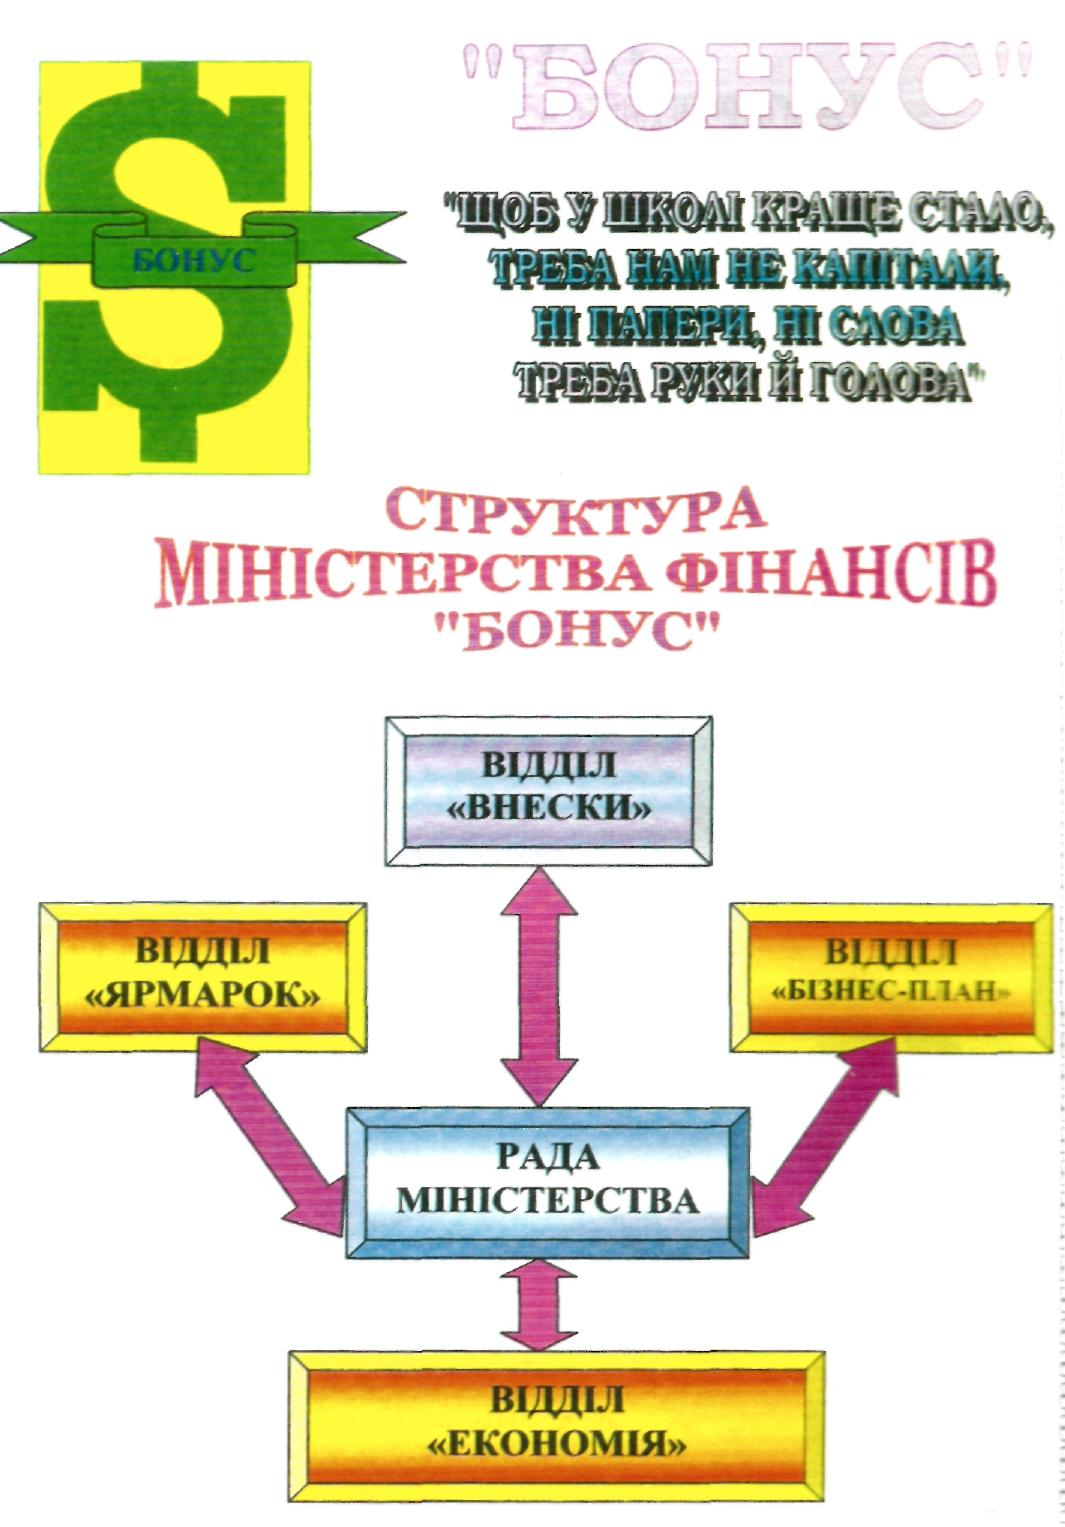 "БОНУС"
БОНУС
"ЩОБ У ШКОЛІ КРАЩЕ СТАЛО,
ТРЕБА НАМ НЕ КАПІТАЛИ,
НІ ПАПЕРИ, НІ СЛОВА
ТРЕБА РУКИ Й ГОЛОВА"
СТРУКТУРА
МІНІСТЕРСТВА ФІНАНСІВ
"БОНУС"
ВІДДІЛ
«ВНЕСКИ»
ВІДДІЛ
«ЯРМАРОК»
ВІДДІЛ
«БІЗНЕС-ПЛАН»
РАДА
МІНІСТЕРСТВА
ВІДДІЛ
«ЕКОНОМІЯ»